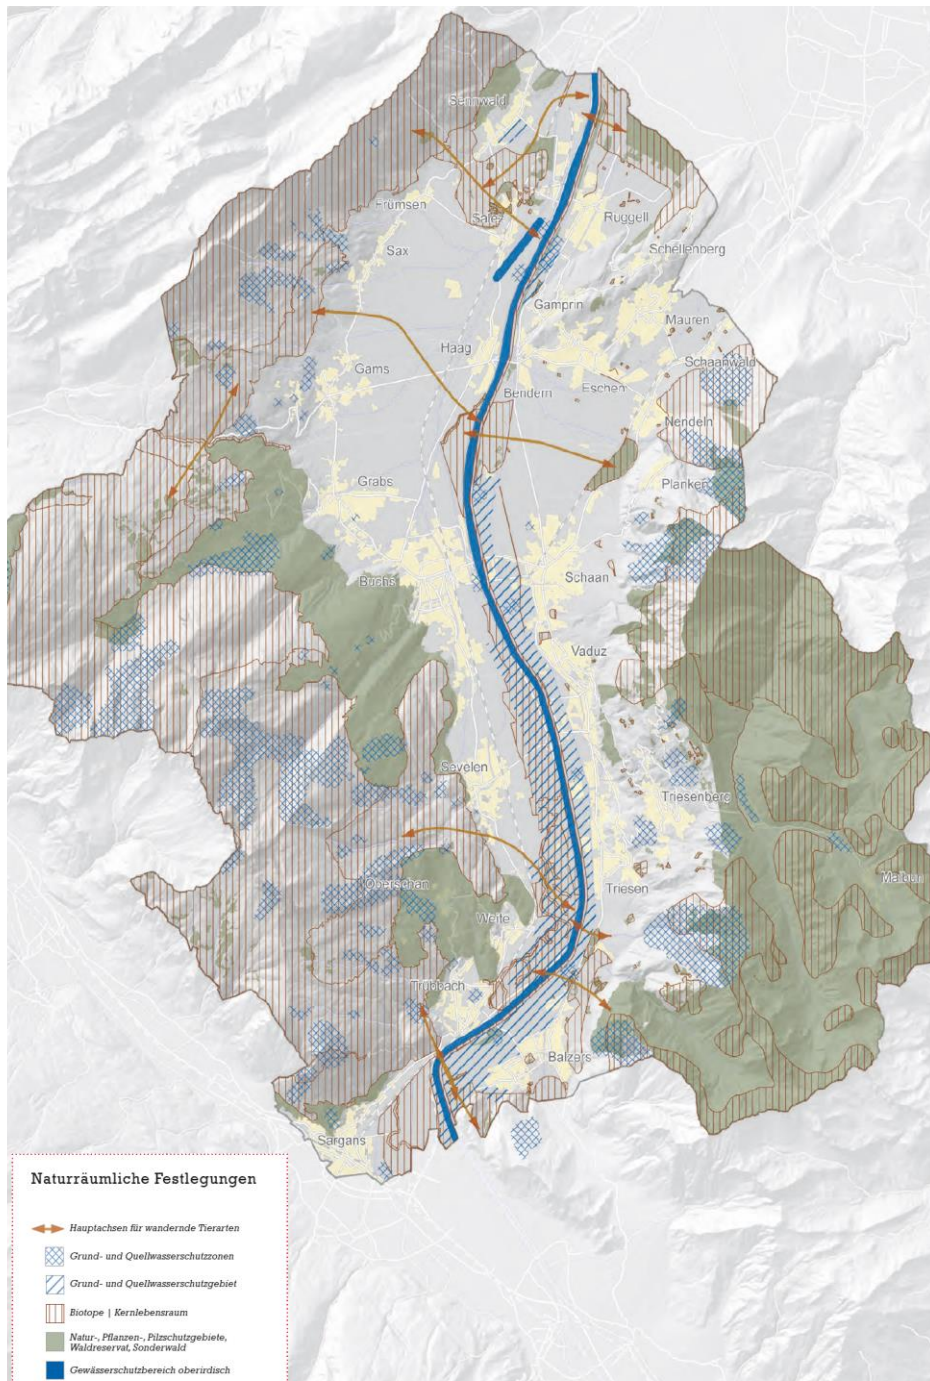 Sennwald
Frümsen
Salez
Ruggell
Sax
Schellenberg
Gamprin
Mauren
Haag
Schaanwald
Gams
Eschen
Bendern
Nendeln
Grabs
Planken
Buchs
Schaan
Vaduz
Sevelen
Triesenberg
Oberschan
Malbun
Triesen
Weite
Trübbach
Balzers
Sargans
Naturräumliche Festlegungen
Hauptachsen für wandernde Tierarten
Grund- und Quellwasserschutzzonen
Grund- und Quellwasserschutzgebiet
Biotope | Kernlebensraum
Natur-, Pflanzen-, Pilzschutzgebiete,
Waldreservat, Sonderwald
Gewässerschutzbereich oberirdisch